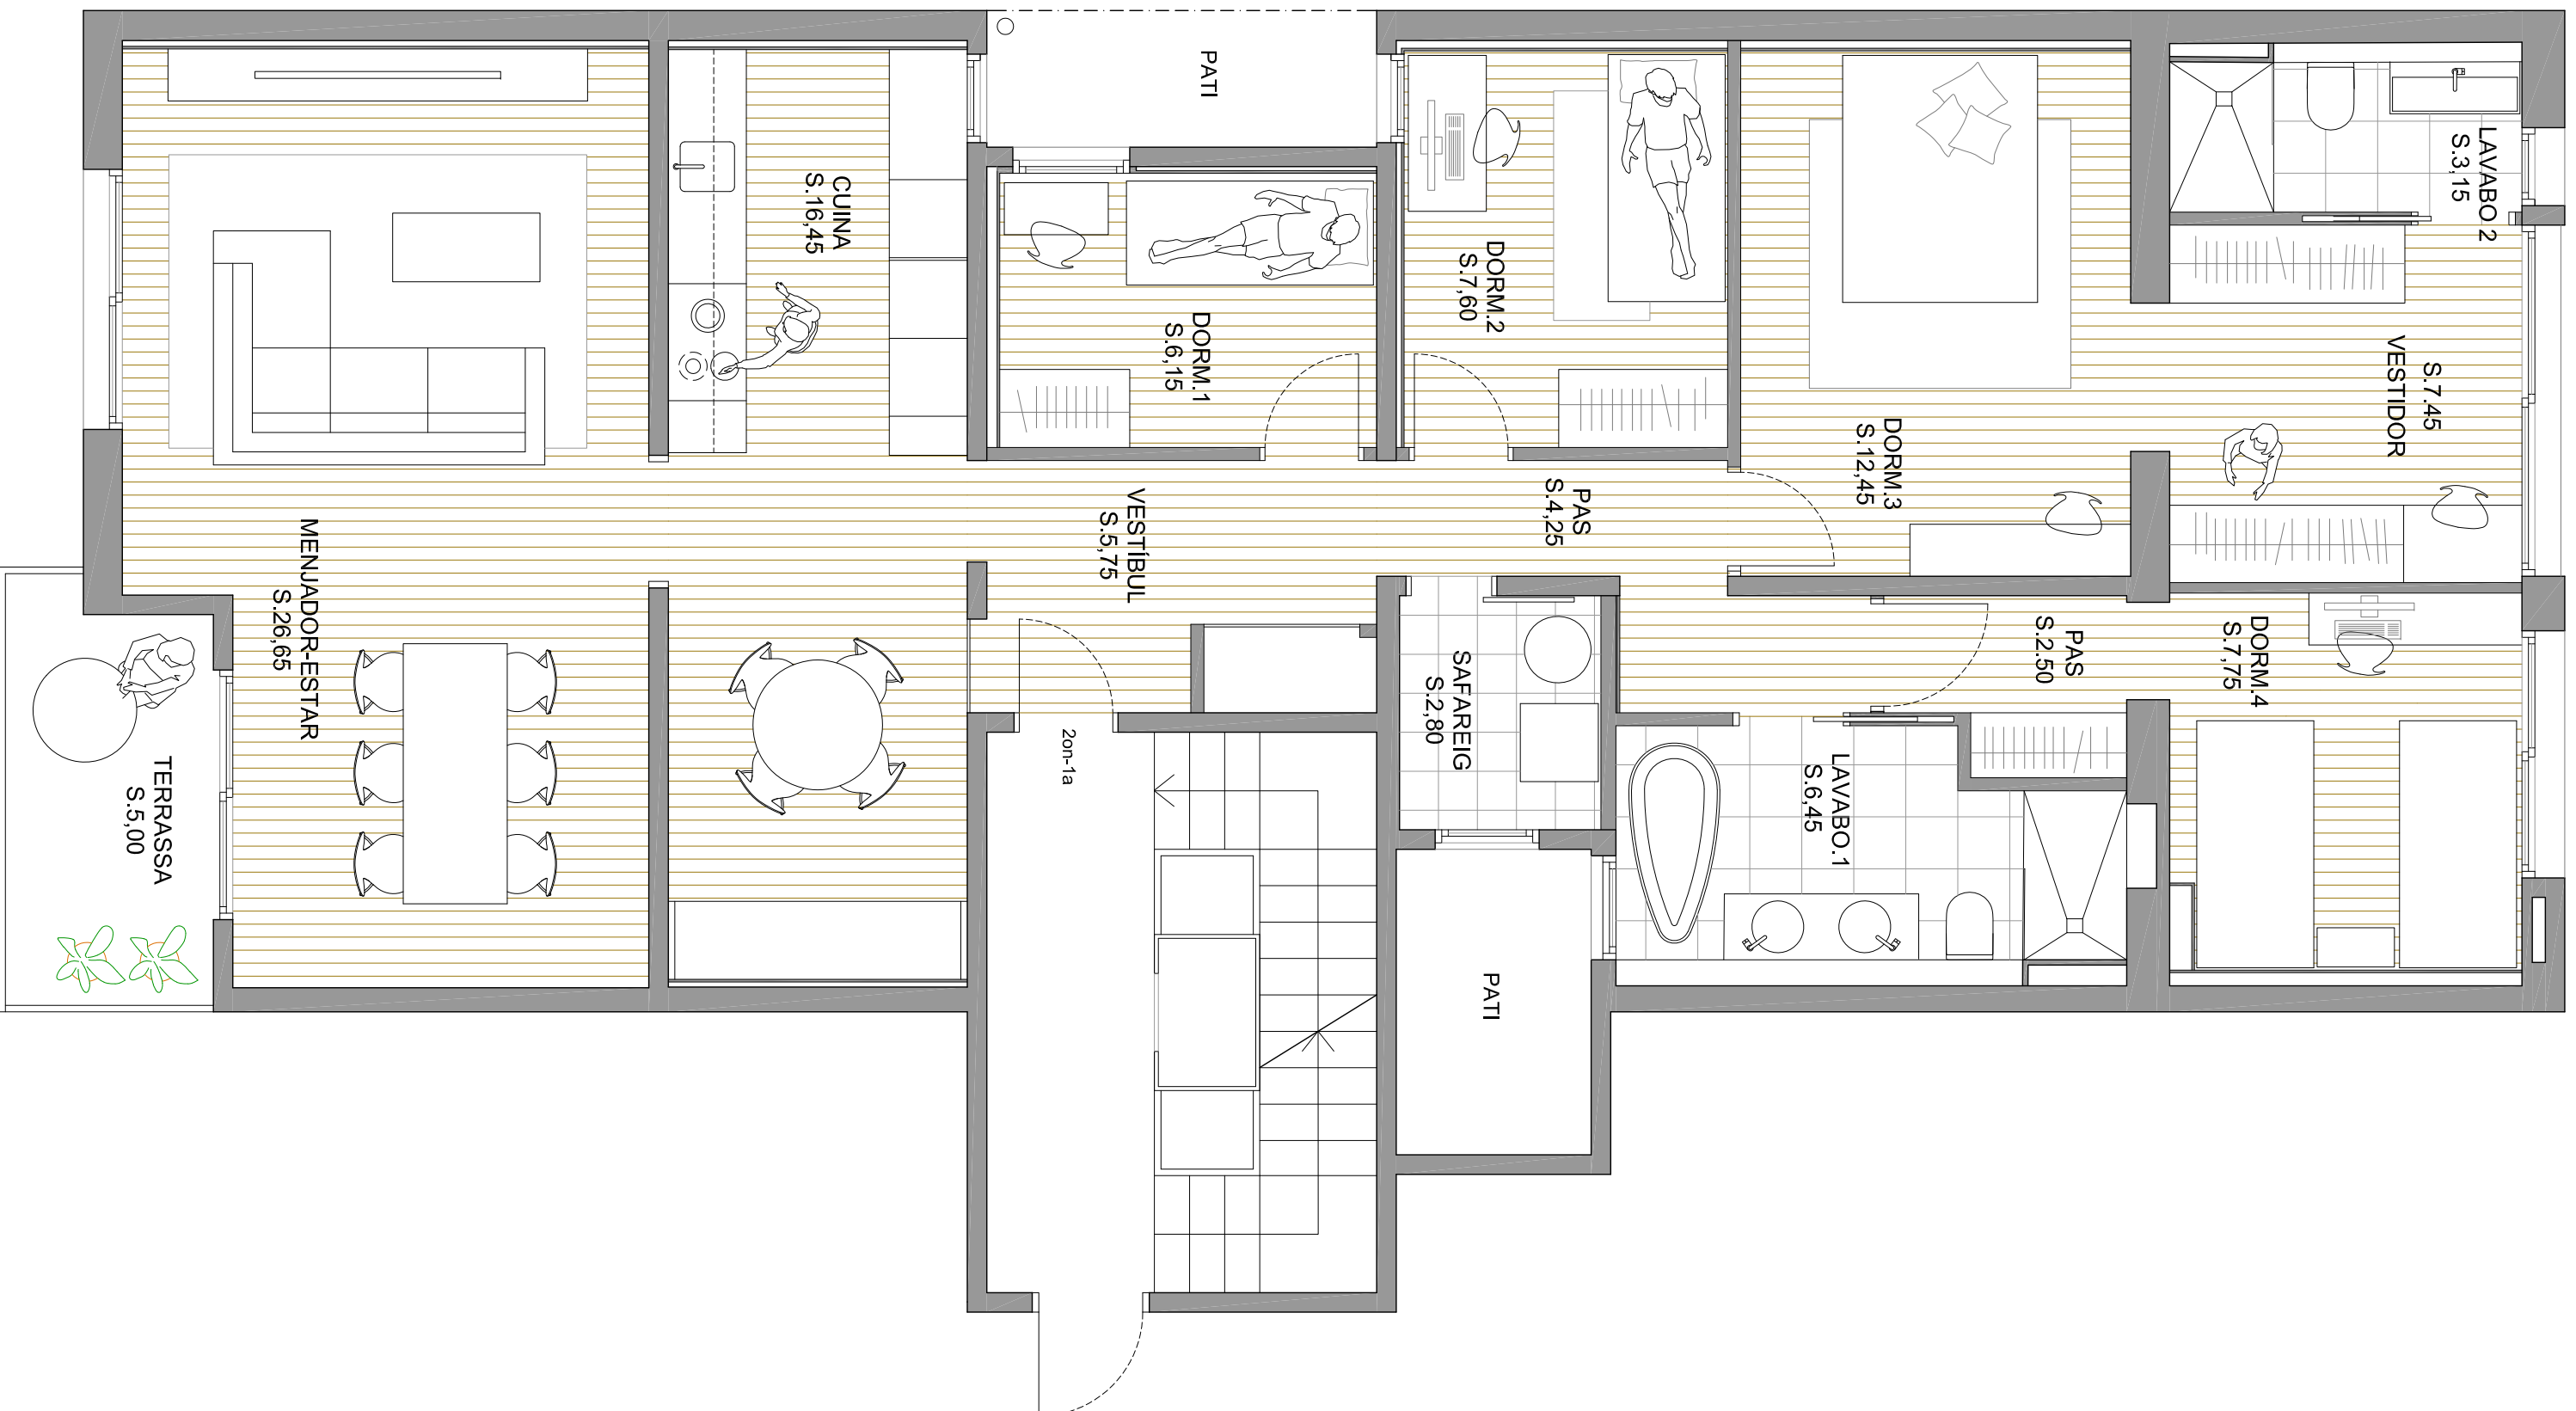 PATI
LAVABO 2
S.3,15
CUINA
S.16,45
DORM.2
S.7,60
DORM.1
S.6,15
S.7.45
VESTIDOR
DORM.3
S.12,45
PAS
S.4,25
VESTÍBUL
S.5,75
MENJADOR-ESTAR
S.26,65
DORM.4
S.7,75
PAS
S.2.50
SAFAREIG
S.2,80
2on-1a
LAVABO.1
S.6,45
TERRASSA
S.5,00
PATI